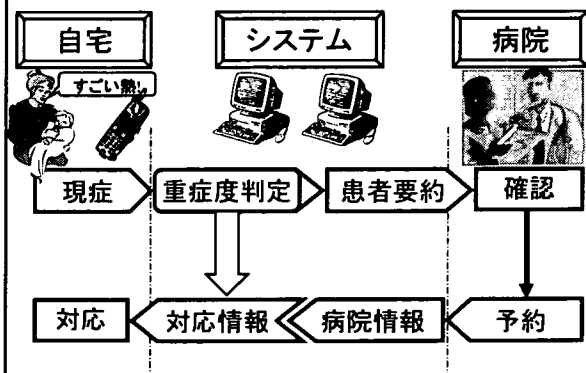 自宅
システム
病院
すごい熱!
現症
重症度判定
患者要約
確認
対応
対応情報
病院情報
予約